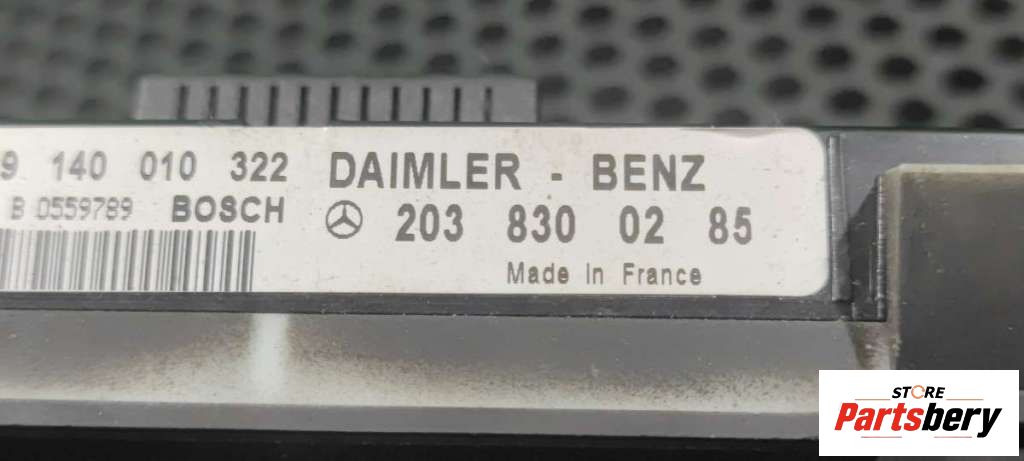 9 140 010 322 DAIMLER - BENZ
B 0559789 BOSCH 203 830 02 85
Made in France
STORE
Partsbery